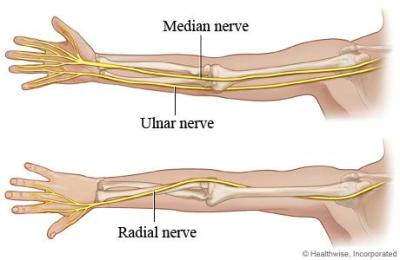 Median nerve
Ulnar nerve
Radial nerve
© Healthwise, Incorporated